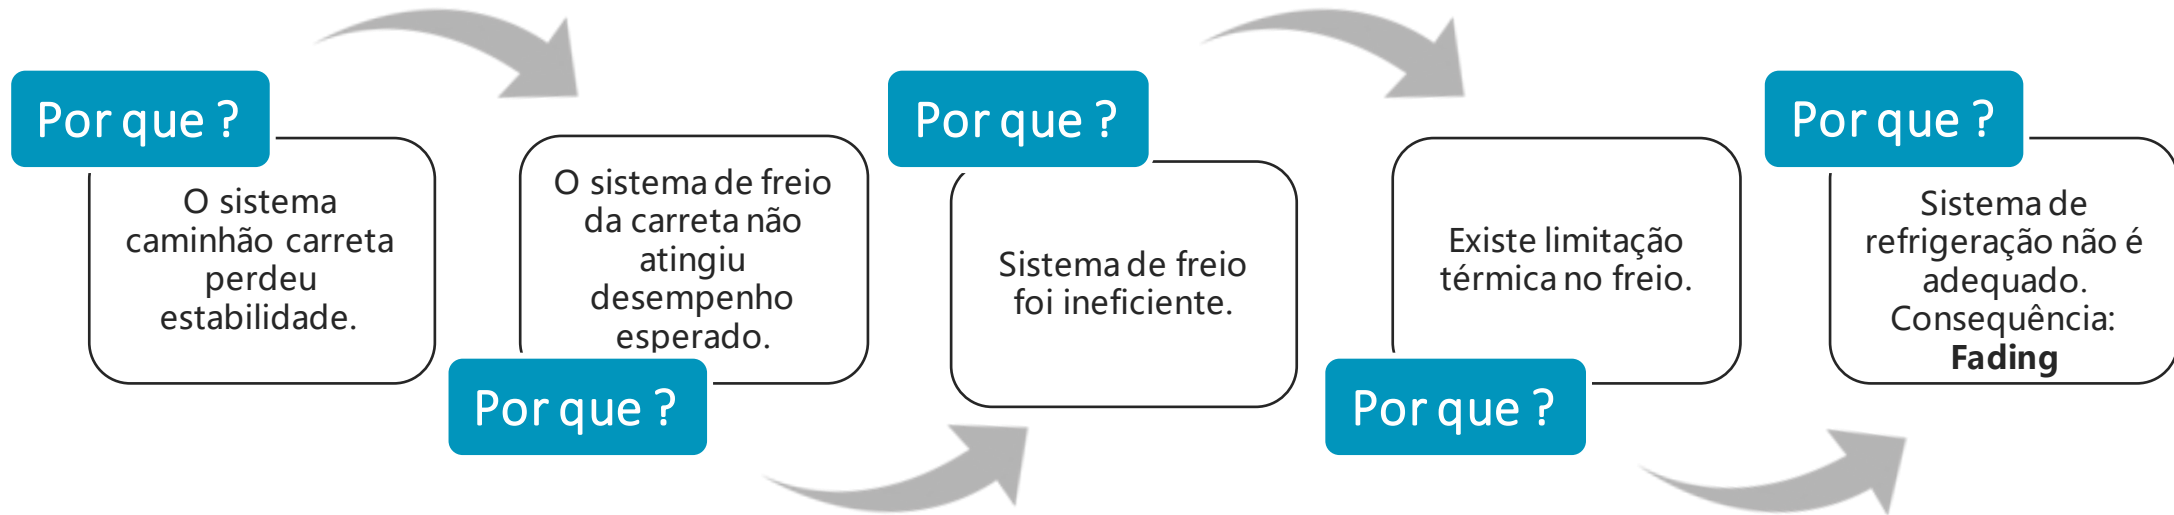 Por que ?
O sistema
caminhão carreta
perdeu
estabilidade.
O sistema de freio
da carreta não
atingiu
desempenho
esperado.
Por que ?
Por que ?
Sistema de freio
foi ineficiente.
Existe limitação
térmica no freio.
Por que ?
Por que ?
Sistema de
refrigeração não é
adequado.
Consequência:
Fading